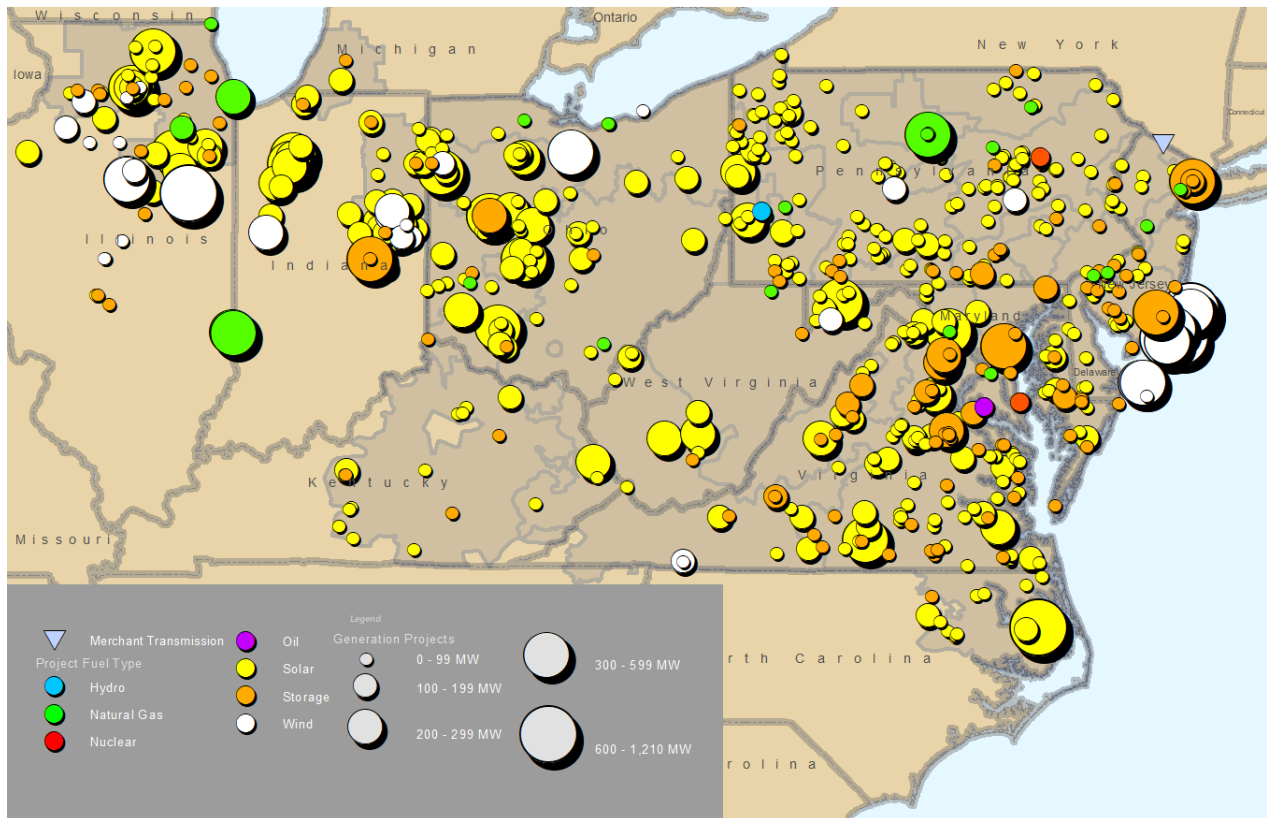 Wisconsin
Ontario
Michigan
New York
Iowa
Connecticut
Pennsylvania
Ohio
Illinois
Indiana
New Jersey
Maryland
Delaware
West Virginia
Virginia
Kentucky
Missouri
rth Carolina
rolina
Legend
Merchant Transmission
Project Fuel Type
Hydro
Natural Gas
Nuclear
Oil
Solar
Storage
Wind
Generation Projects
0 - 99 MW
100 - 199 MW
200 - 299 MW
300 - 599 MW
600 - 1,210 MW